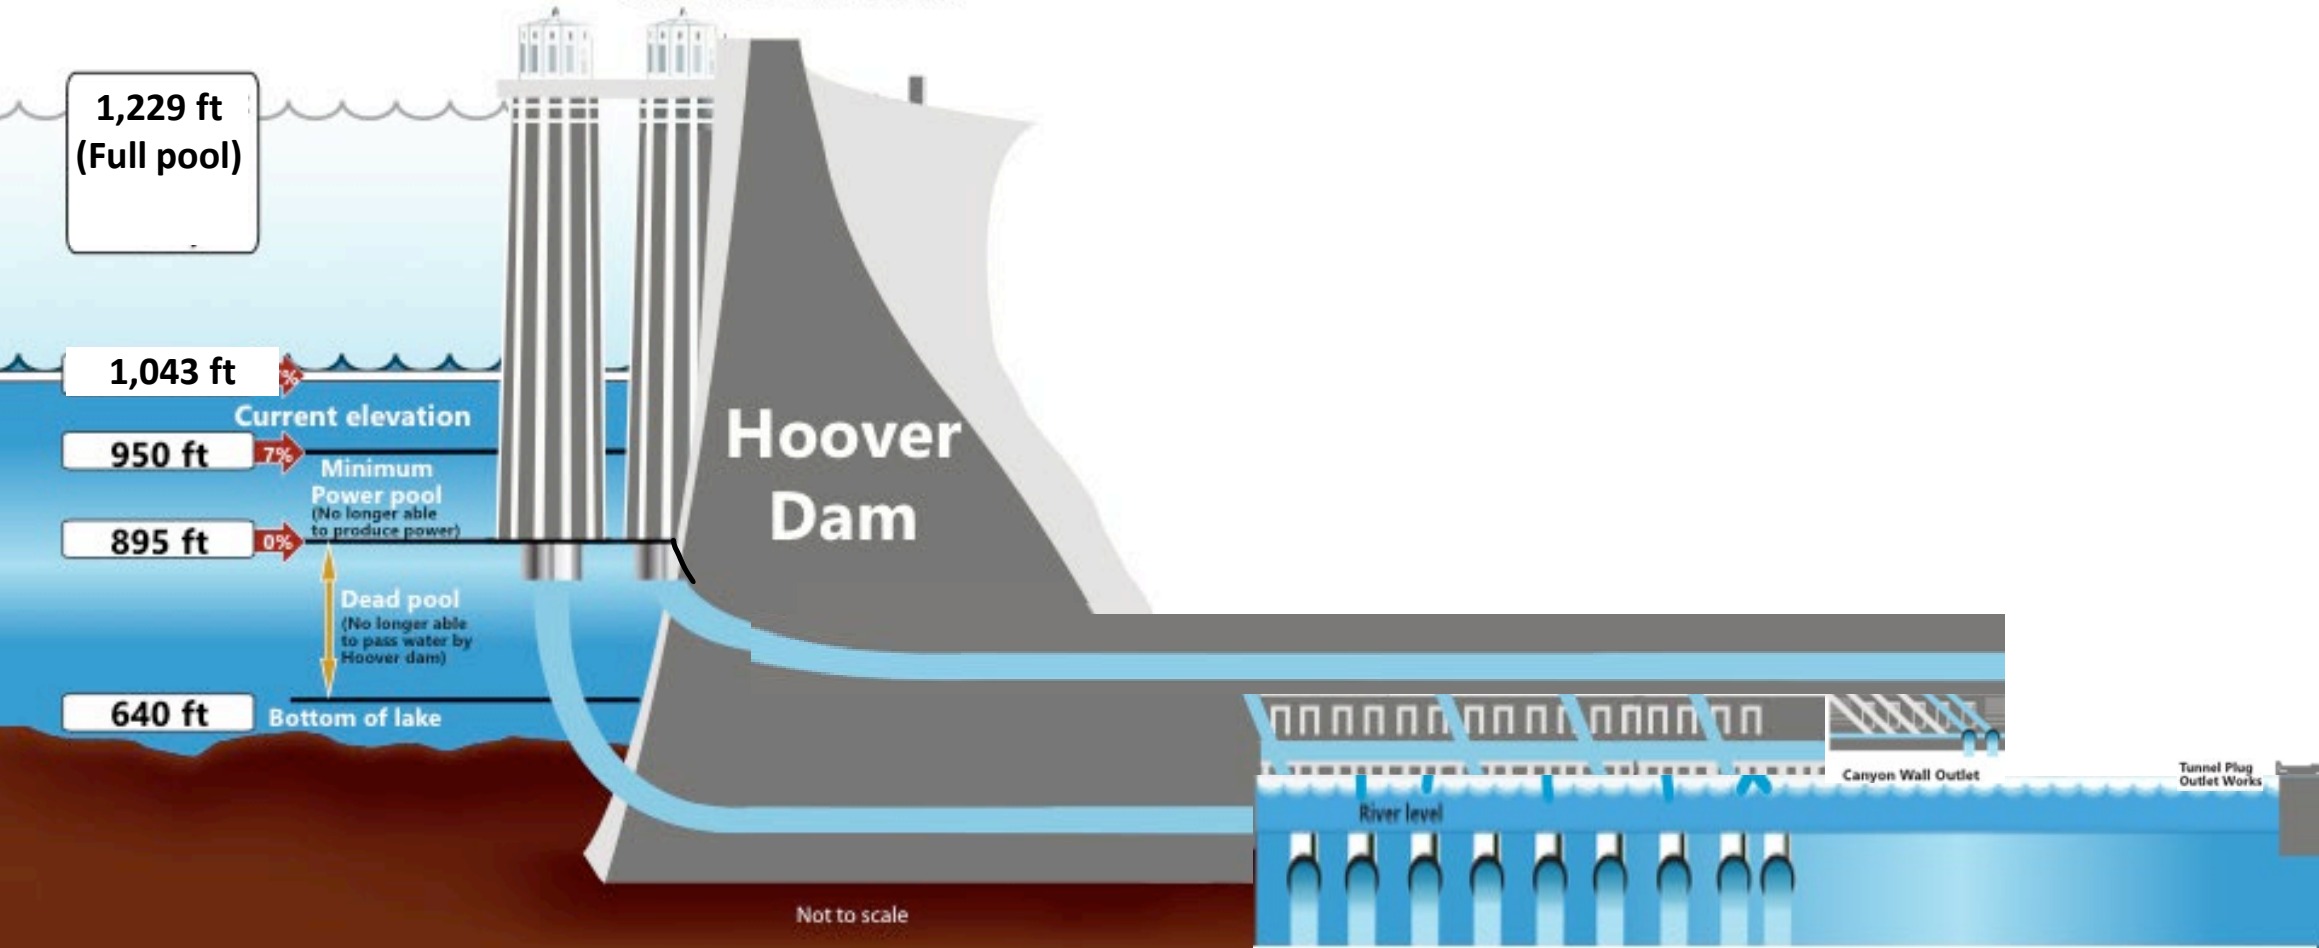 1,229 ft
(Full pool)
1,043 ft
%
Current elevation
950 ft
7%
Minimum
Power pool
(No longer able
to produce power)
895 ft
0%
Dead pool
(No longer able
to pass water by
Hoover dam)
640 ft
Bottom of lake
Hoover
Dam
Not to scale
River level
Canyon Wall Outlet
Tunnel Plug
Outlet Works